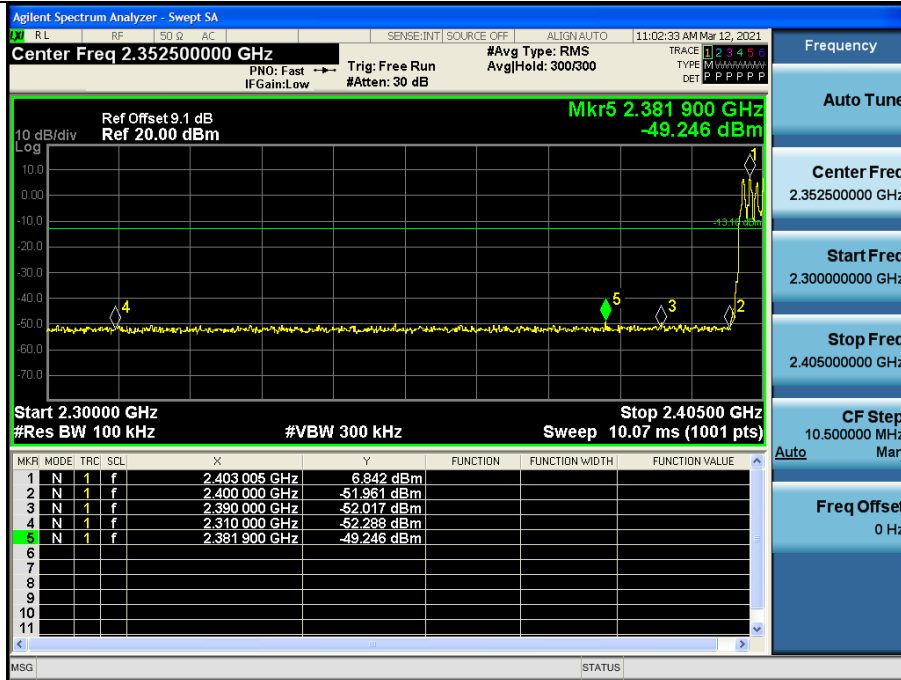 Agilent Spectrum Analyzer - Swept SA
LXI RL RF 50 Ω AC SENSE:INT SOURCE OFF ALIGN AUTO 11:02:33 AM Mar 12, 2021
Center Freq 2.352500000 GHz
PNO: Fast
IFGain:Low
Trig: Free Run
#Atten: 30 dB
#Avg Type: RMS
Avg|Hold: 300/300
TRACE 1 2 3 4 5 6
TYPE M
DET P P P P P P
Ref Offset 9.1 dB
Ref 20.00 dBm
10 dB/div
Log
Mkr5 2.381 900 GHz
-49.246 dBm
10.0
0.00
-10.0
-20.0
-30.0
-40.0
-50.0
-60.0
-70.0
1
4
5
3
2
Start 2.30000 GHz Stop 2.40500 GHz
#Res BW 100 kHz #VBW 300 kHz Sweep 10.07 ms (1001 pts)
MKR MODE TRC SCL X Y FUNCTION FUNCTION WIDTH FUNCTION VALUE
1 N 1 f 2.403 005 GHz 6.842 dBm
2 N 1 f 2.400 000 GHz -51.961 dBm
3 N 1 f 2.390 000 GHz -52.017 dBm
4 N 1 f 2.310 000 GHz -52.288 dBm
5 N 1 f 2.381 900 GHz -49.246 dBm
6
7
8
9
10
11
MSG STATUS
Frequency
Auto Tune
Center Freq
2.352500000 GHz
Start Freq
2.300000000 GHz
Stop Freq
2.405000000 GHz
CF Step
10.500000 MHz
Auto Man
Freq Offset
0 Hz